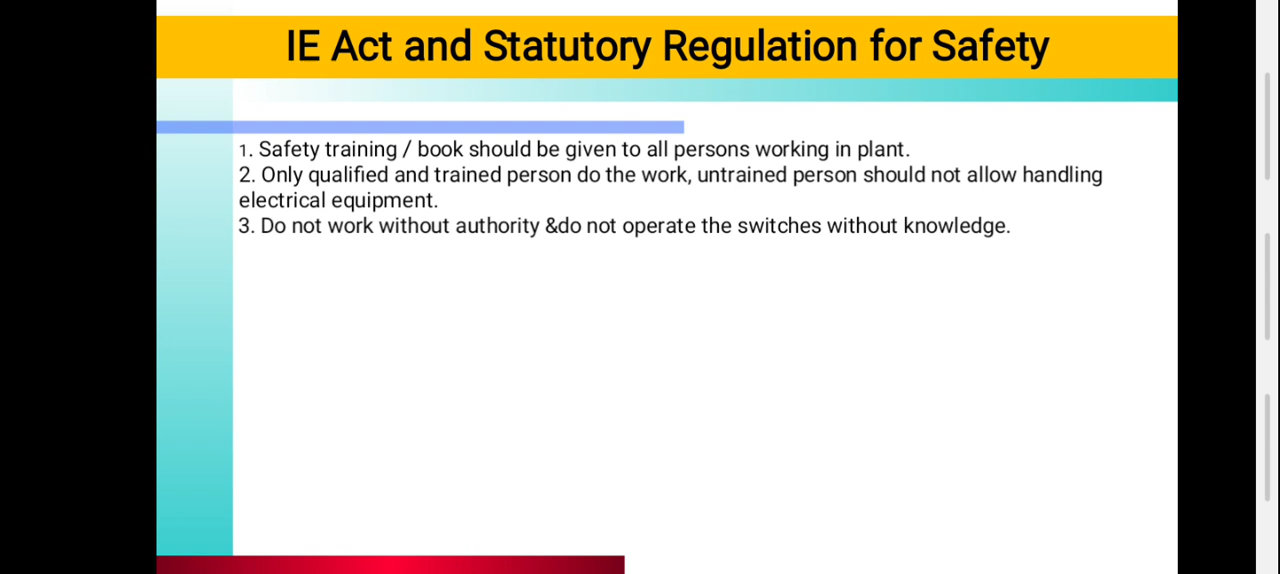 IE Act and Statutory Regulation for Safety
1. Safety training / book should be given to all persons working in plant.
2. Only qualified and trained person do the work, untrained person should not allow handling
electrical equipment.
3. Do not work without authority &do not operate the switches without knowledge.